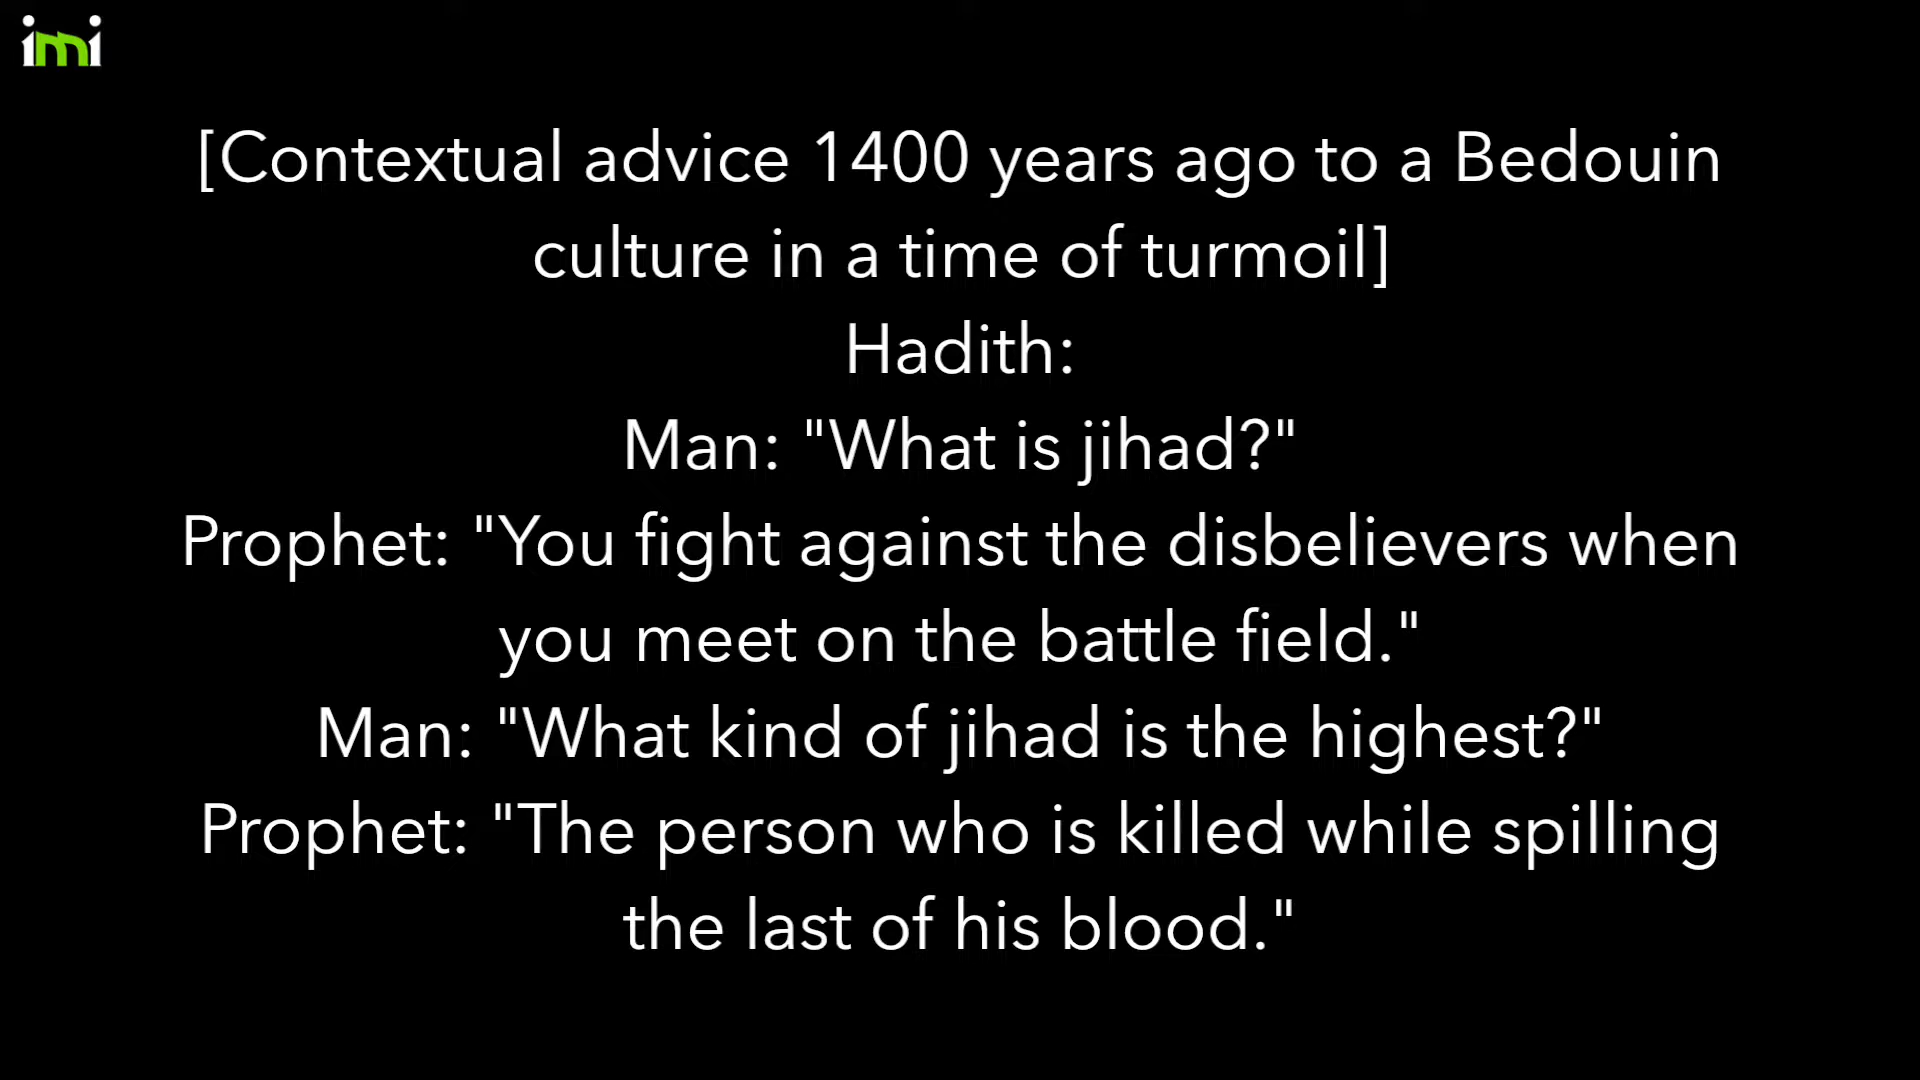 imi
[Contextual advice 1400 years ago to a Bedouin
culture in a time of turmoil]
Hadith:
Man: "What is jihad?"
Prophet: "You fight against the disbelievers when
you meet on the battle field."
Man: "What kind of jihad is the highest?"
Prophet: "The person who is killed while spilling
the last of his blood."